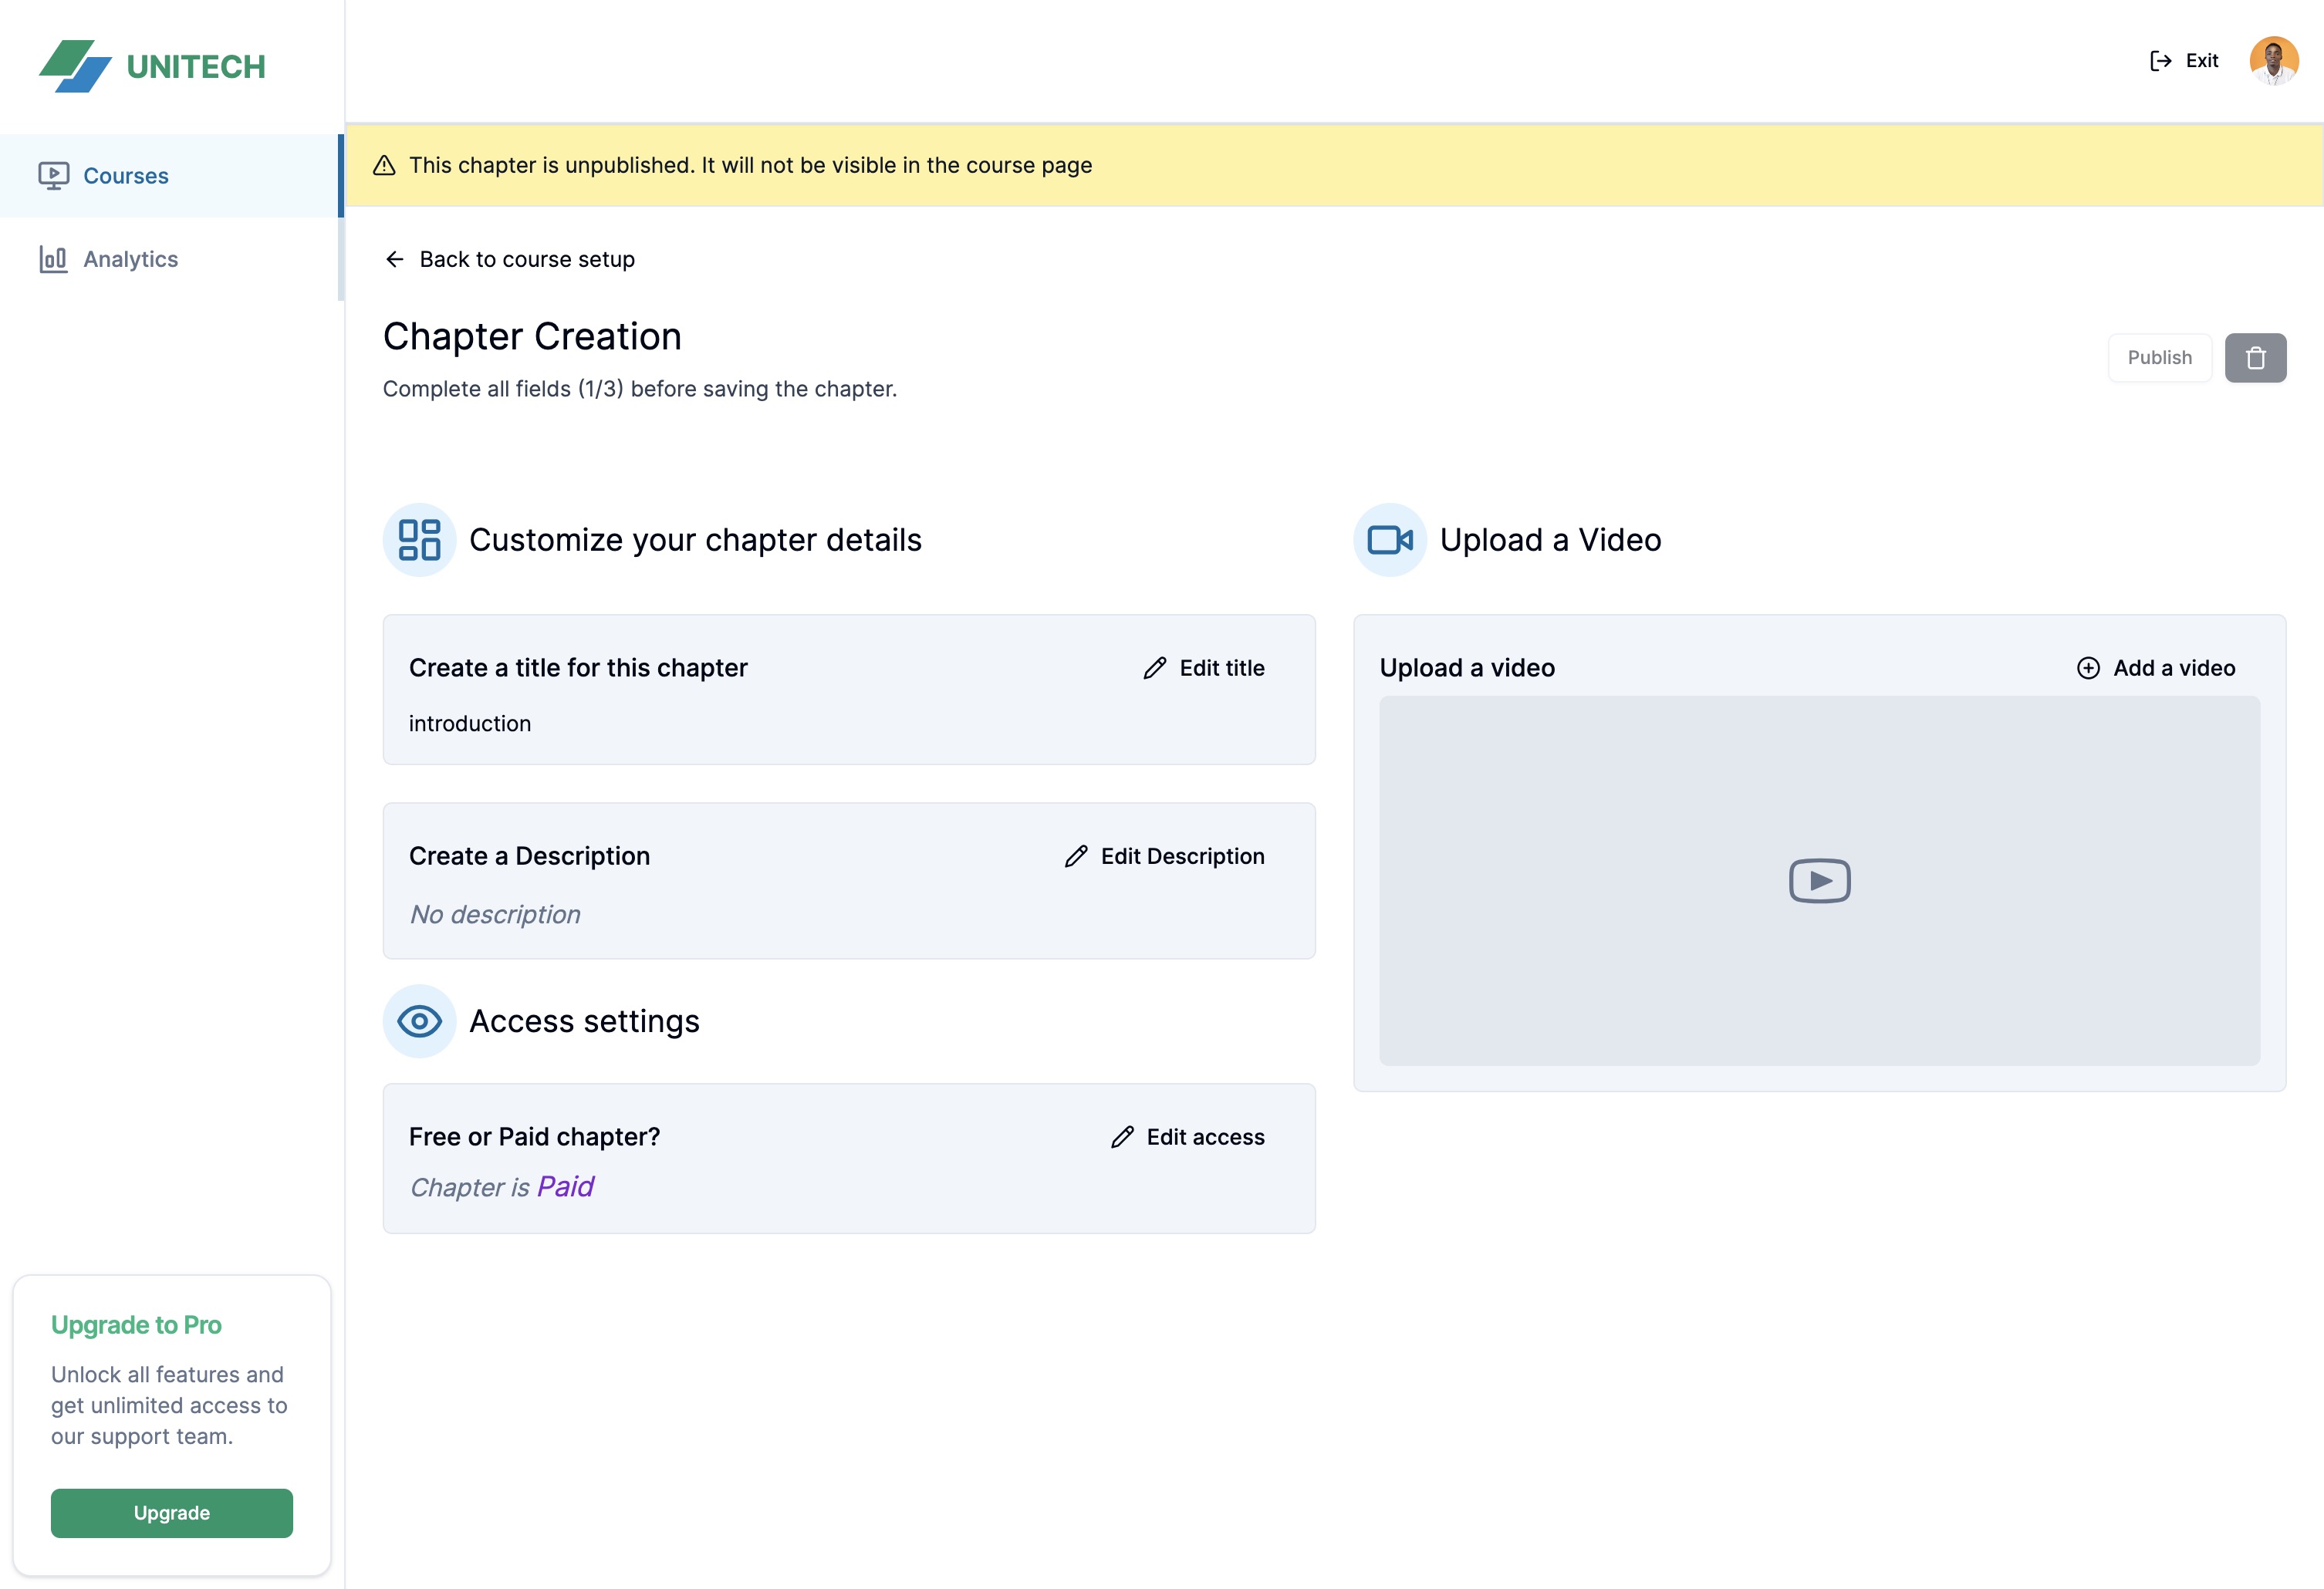 UNITECH
Exit
Courses
Analytics
This chapter is unpublished. It will not be visible in the course page
Back to course setup
Chapter Creation
Complete all fields (1/3) before saving the chapter.
Publish
Customize your chapter details
Create a title for this chapter
Edit title
introduction
Create a Description
Edit Description
No description
Access settings
Free or Paid chapter?
Edit access
Chapter is Paid
Upload a Video
Upload a video
Add a video
Upgrade to Pro
Unlock all features and
get unlimited access to
our support team.
Upgrade